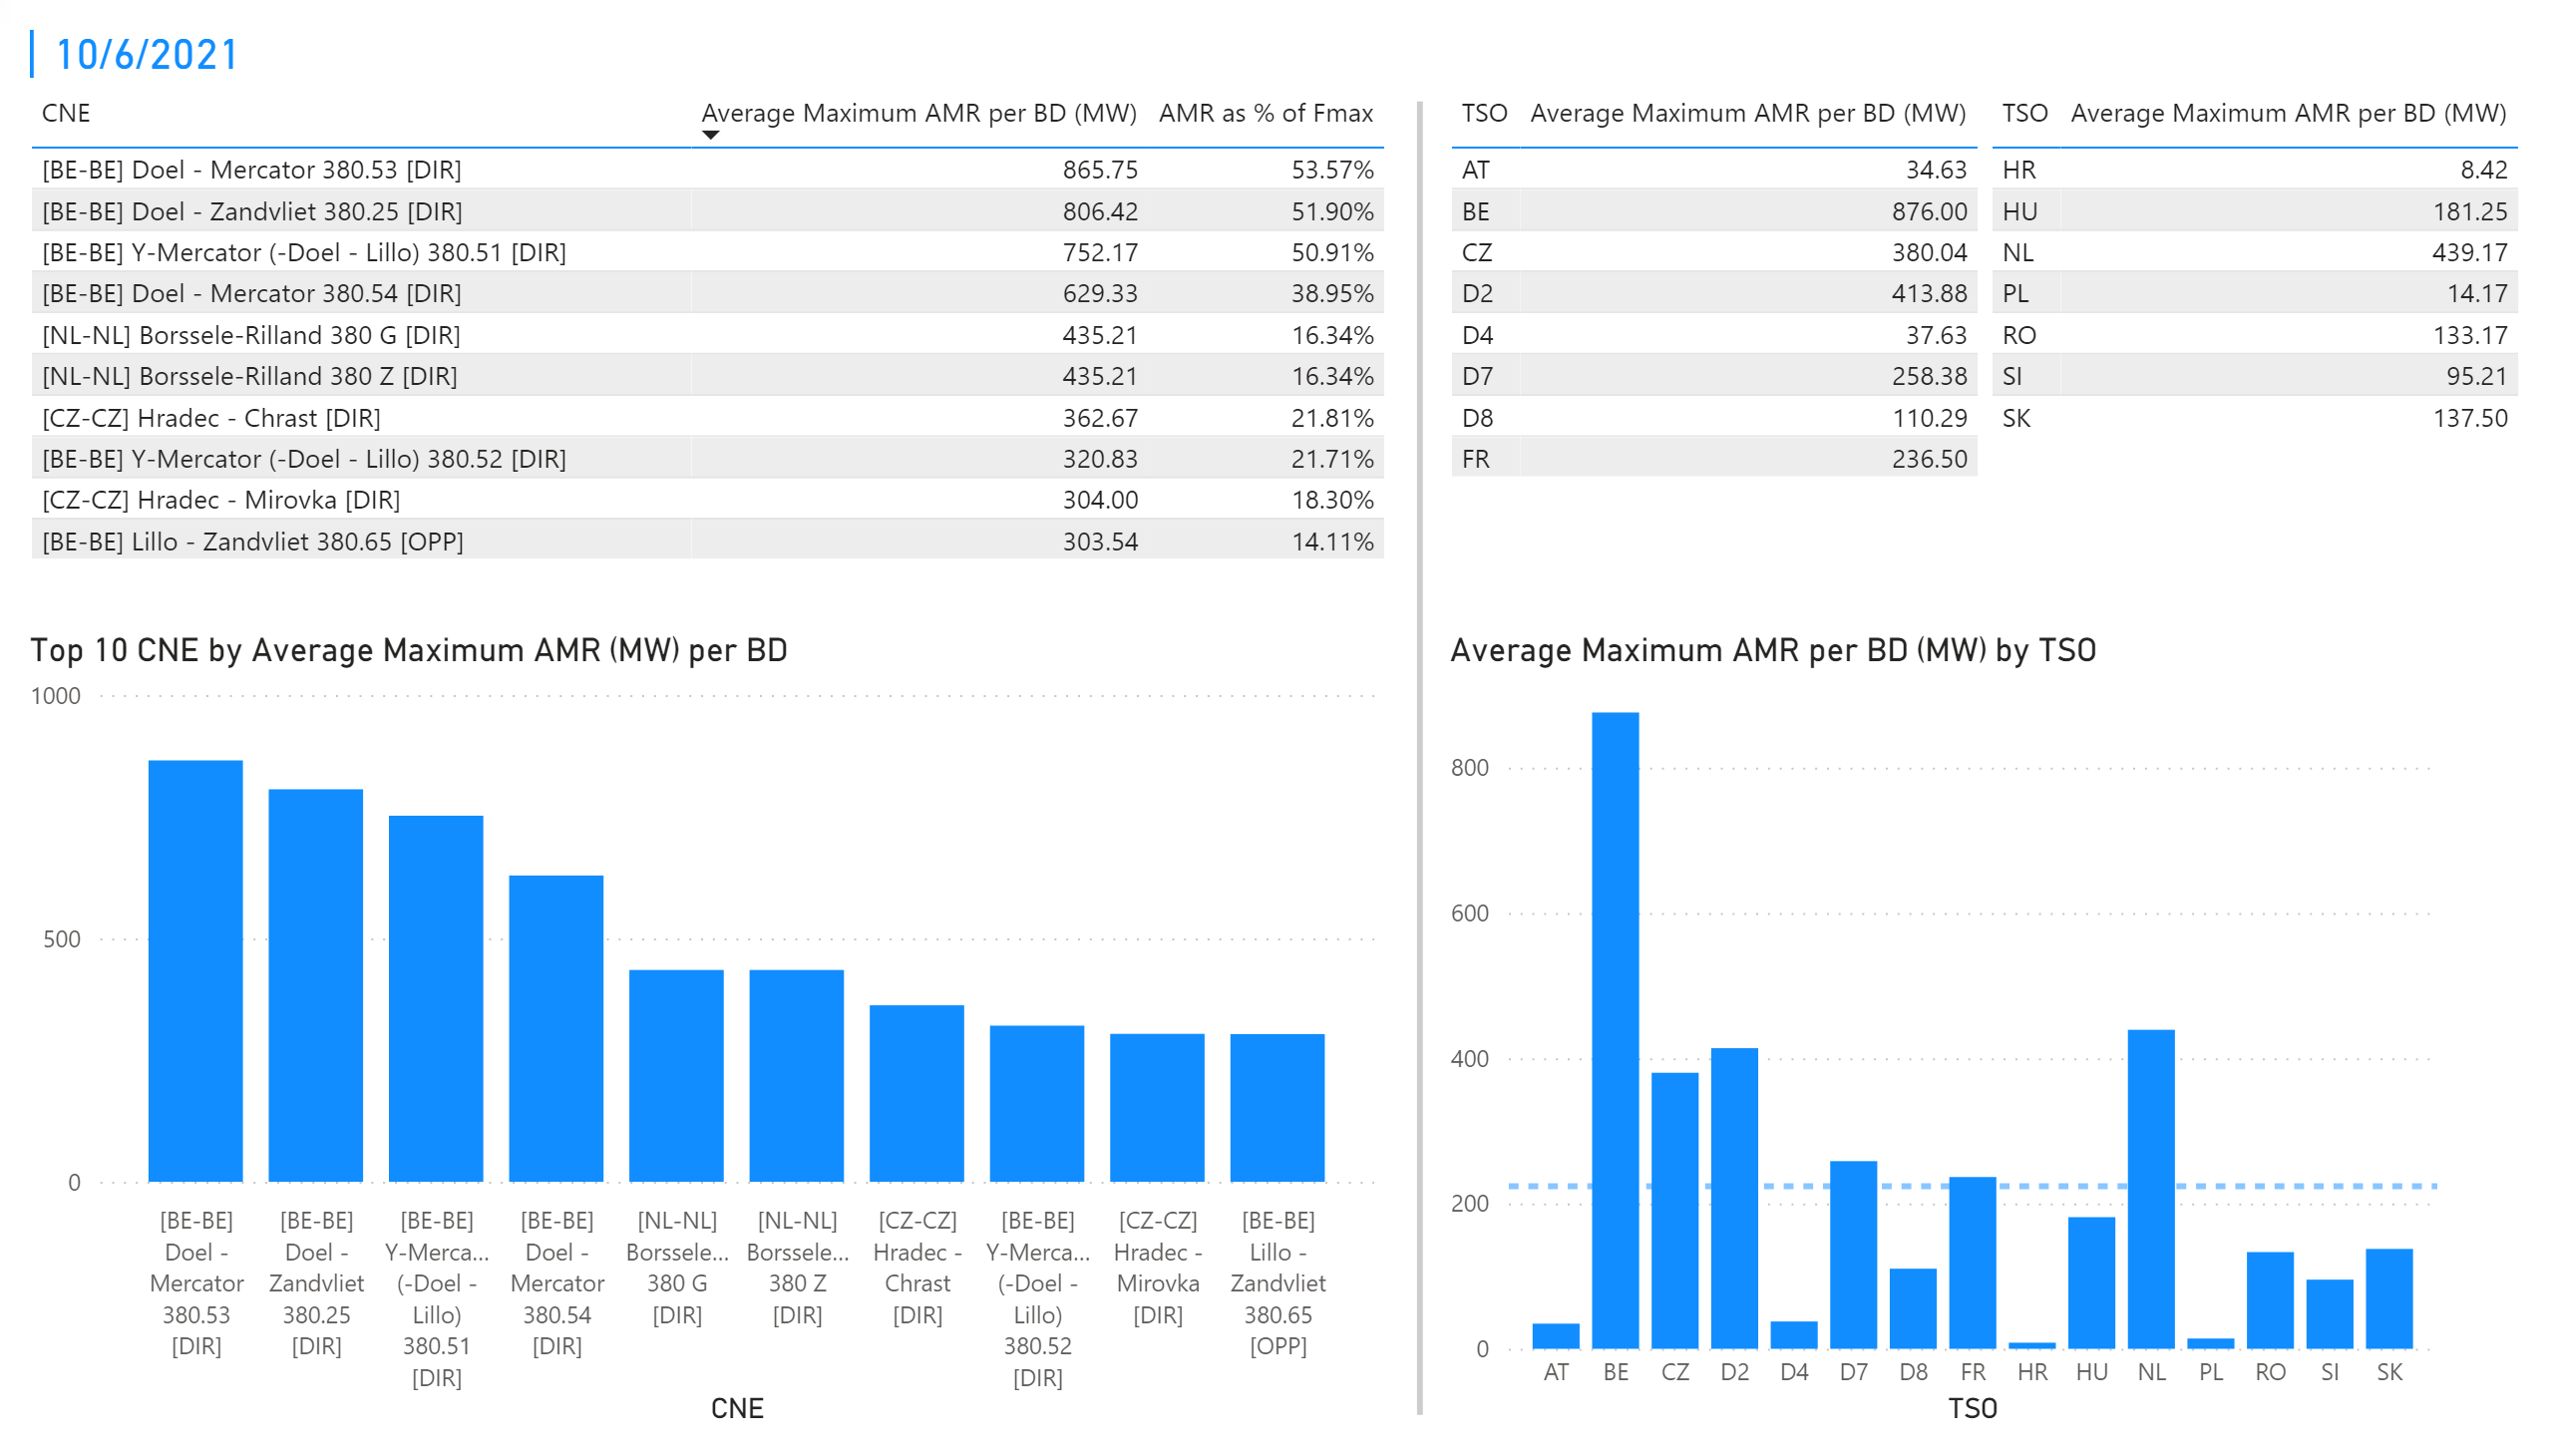 10/6/2021
CNE Average Maximum AMR per BD (MW) AMR as % of Fmax
[BE-BE] Doel - Mercator 380.53 [DIR] 865.75 53.57%
[BE-BE] Doel - Zandvliet 380.25 [DIR] 806.42 51.90%
[BE-BE] Y-Mercator (-Doel - Lillo) 380.51 [DIR] 752.17 50.91%
[BE-BE] Doel - Mercator 380.54 [DIR] 629.33 38.95%
[NL-NL] Borssele-Rilland 380 G [DIR] 435.21 16.34%
[NL-NL] Borssele-Rilland 380 Z [DIR] 435.21 16.34%
[CZ-CZ] Hradec - Chrast [DIR] 362.67 21.81%
[BE-BE] Y-Mercator (-Doel - Lillo) 380.52 [DIR] 320.83 21.71%
[CZ-CZ] Hradec - Mirovka [DIR] 304.00 18.30%
[BE-BE] Lillo - Zandvliet 380.65 [OPP] 303.54 14.11%
TSO Average Maximum AMR per BD (MW)
AT 34.63
BE 876.00
CZ 380.04
D2 413.88
D4 37.63
D7 258.38
D8 110.29
FR 236.50
TSO Average Maximum AMR per BD (MW)
HR 8.42
HU 181.25
NL 439.17
PL 14.17
RO 133.17
SI 95.21
SK 137.50
Top 10 CNE by Average Maximum AMR (MW) per BD
1000
500
0
[BE-BE] Doel - Mercator 380.53 [DIR]
[BE-BE] Doel - Zandvliet 380.25 [DIR]
[BE-BE] Y-Merca... (-Doel - Lillo) 380.51 [DIR]
[BE-BE] Doel - Mercator 380.54 [DIR]
[NL-NL] Borssele... 380 G [DIR]
[NL-NL] Borssele... 380 Z [DIR]
[CZ-CZ] Hradec - Chrast [DIR]
[BE-BE] Y-Merca... (-Doel - Lillo) 380.52 [DIR]
[CZ-CZ] Hradec - Mirovka [DIR]
[BE-BE] Lillo - Zandvliet 380.65 [OPP]
CNE
Average Maximum AMR per BD (MW) by TSO
800
600
400
200
0
AT BE CZ D2 D4 D7 D8 FR HR HU NL PL RO SI SK
TSO